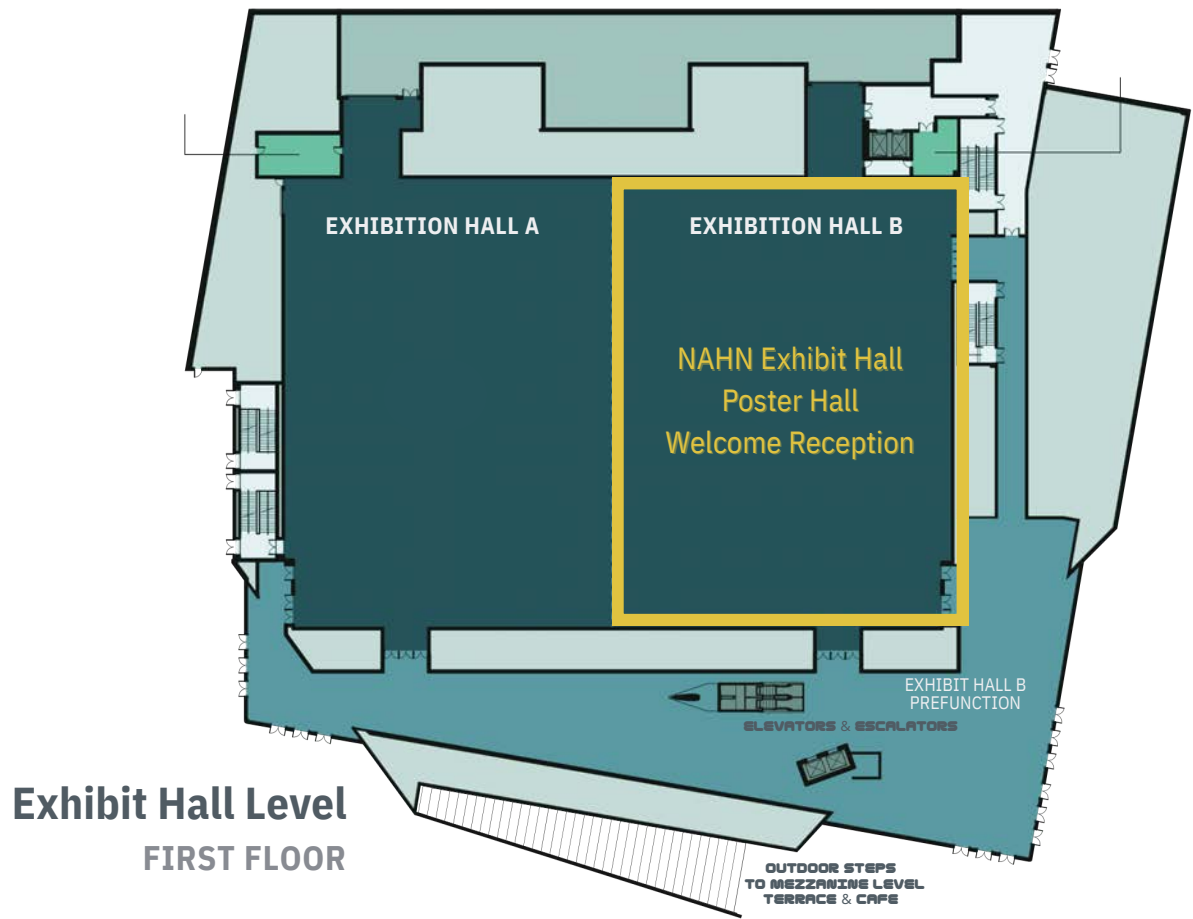 EXHIBITION HALL A
EXHIBITION HALL B
NAHN Exhibit Hall
Poster Hall
Welcome Reception
EXHIBIT HALL B
PREFUNCTION
ELEVATORS & ESCALATORS
Exhibit Hall Level
FIRST FLOOR
OUTDOOR STEPS
TO MEZZANINE LEVEL
TERRACE & CAFE